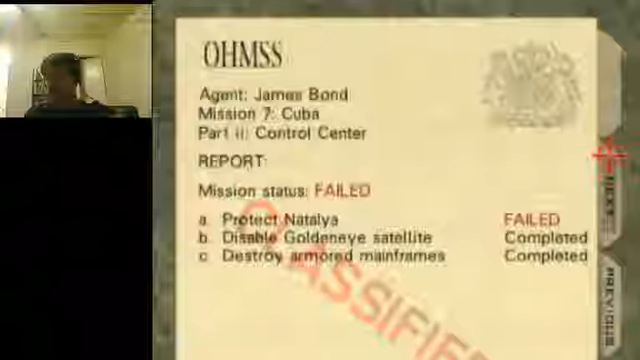 OHMSS
Agent: James Bond
Mission 7: Cuba
Part ii: Control Center
REPORT:
Mission status: FAILED
a. Protect Natalya FAILED
b. Disable Goldeneye satellite Completed
c. Destroy armored mainframes Completed
CLASSIFIED
NEXT
PREVIOUS